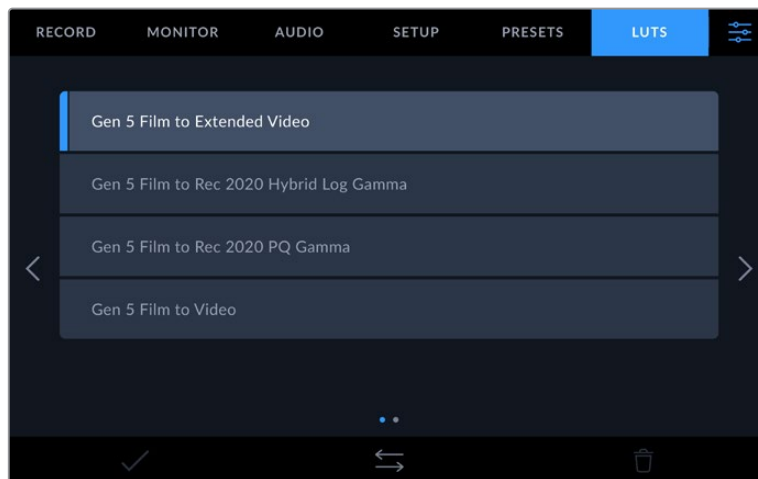 RECORD MONITOR AUDIO SETUP PRESETS LUTS
Gen 5 Film to Extended Video
Gen 5 Film to Rec 2020 Hybrid Log Gamma
Gen 5 Film to Rec 2020 PQ Gamma
Gen 5 Film to Video